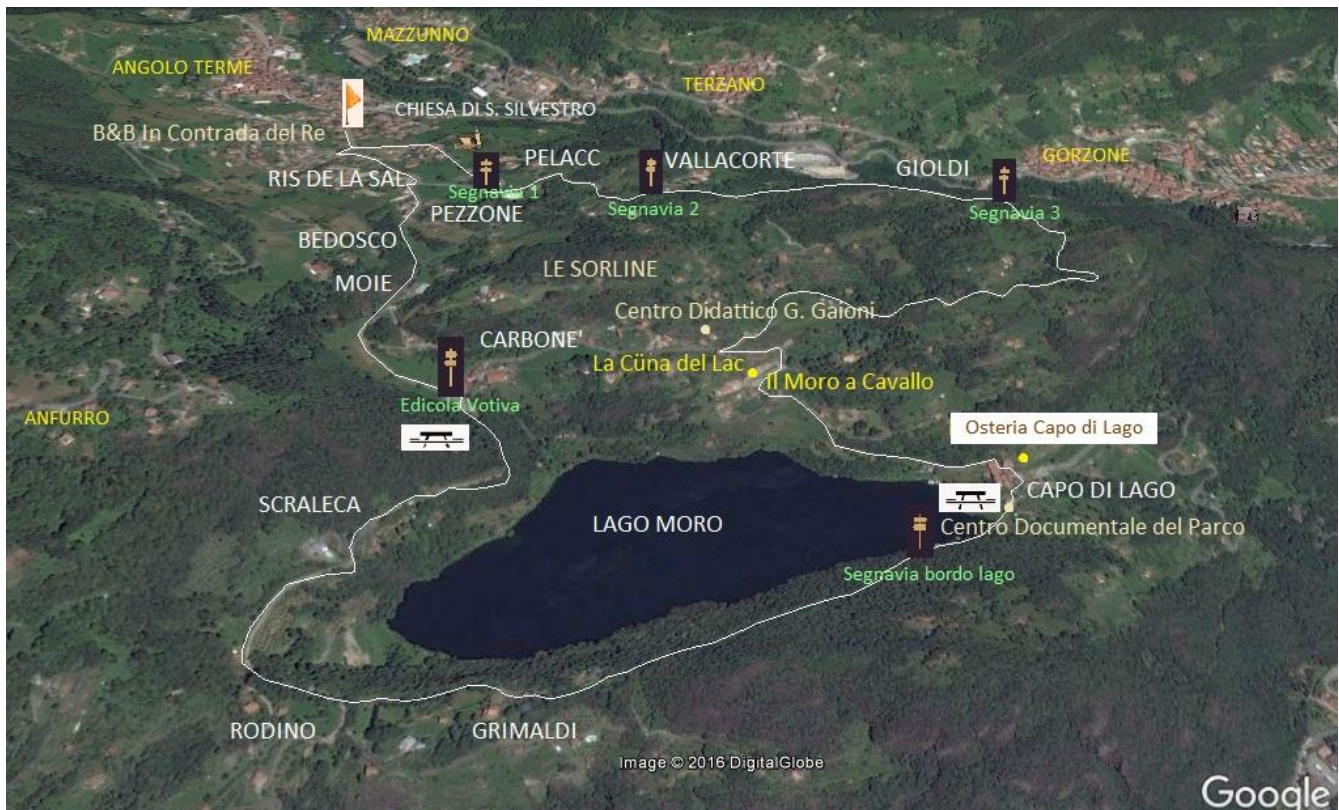 MAZZUNNO
ANGOLO TERME
TERZANO
CHIESA DI S. SILVESTRO
B&B In Contrada del Re
PELACC
VALLACORTE
GIOLDI
GORZONE
RIS DE LA SAL
Segnavia 1
Segnavia 2
Segnavia 3
PEZZONE
BEDOSCO
LE SORLINE
MOIE
Centro Didattico G. Gaioni
CARBONE'
La Cüna del Lac
Il Moro a Cavallo
Edicola Votiva
ANFURRO
Osteria Capo di Lago
SCRALECA
CAPO DI LAGO
LAGO MORO
Centro Documentale del Parco
Segnavia bordo lago
RODINO
GRIMALDI
Image © 2016 DigitalGlobe
Google